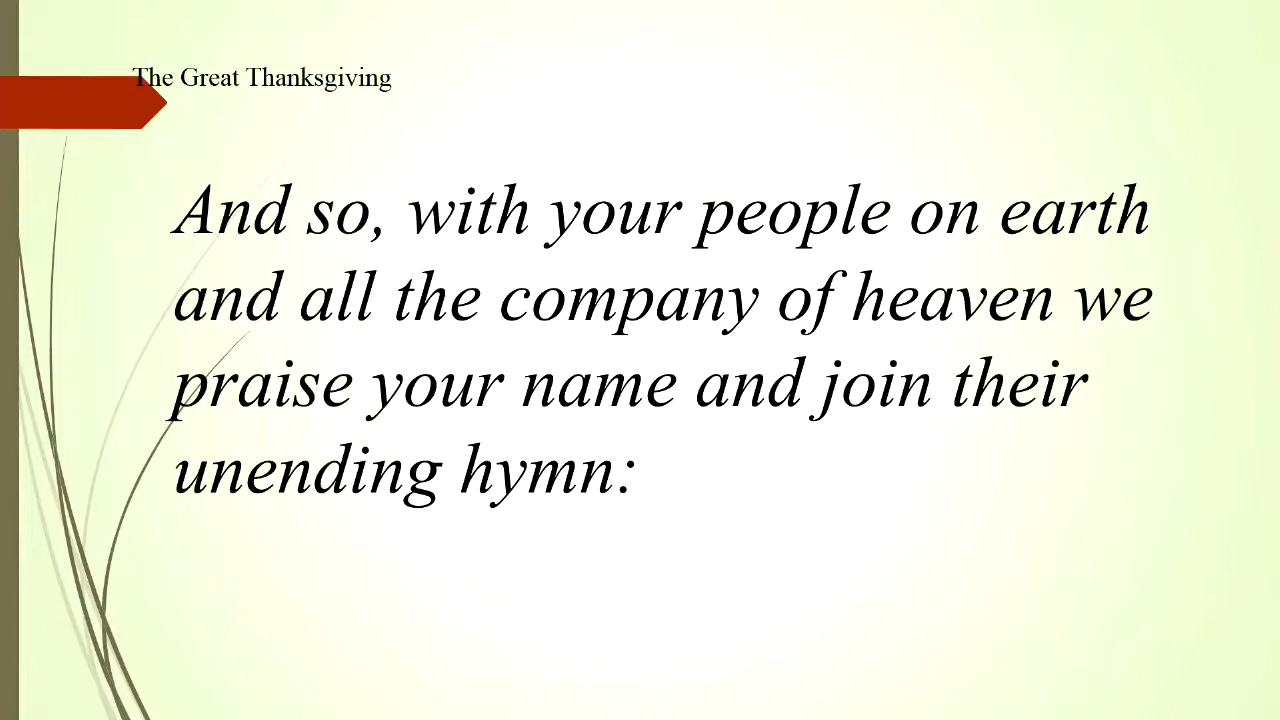 The Great Thanksgiving
And so, with your people on earth
and all the company of heaven we
praise your name and join their
unending hymn: